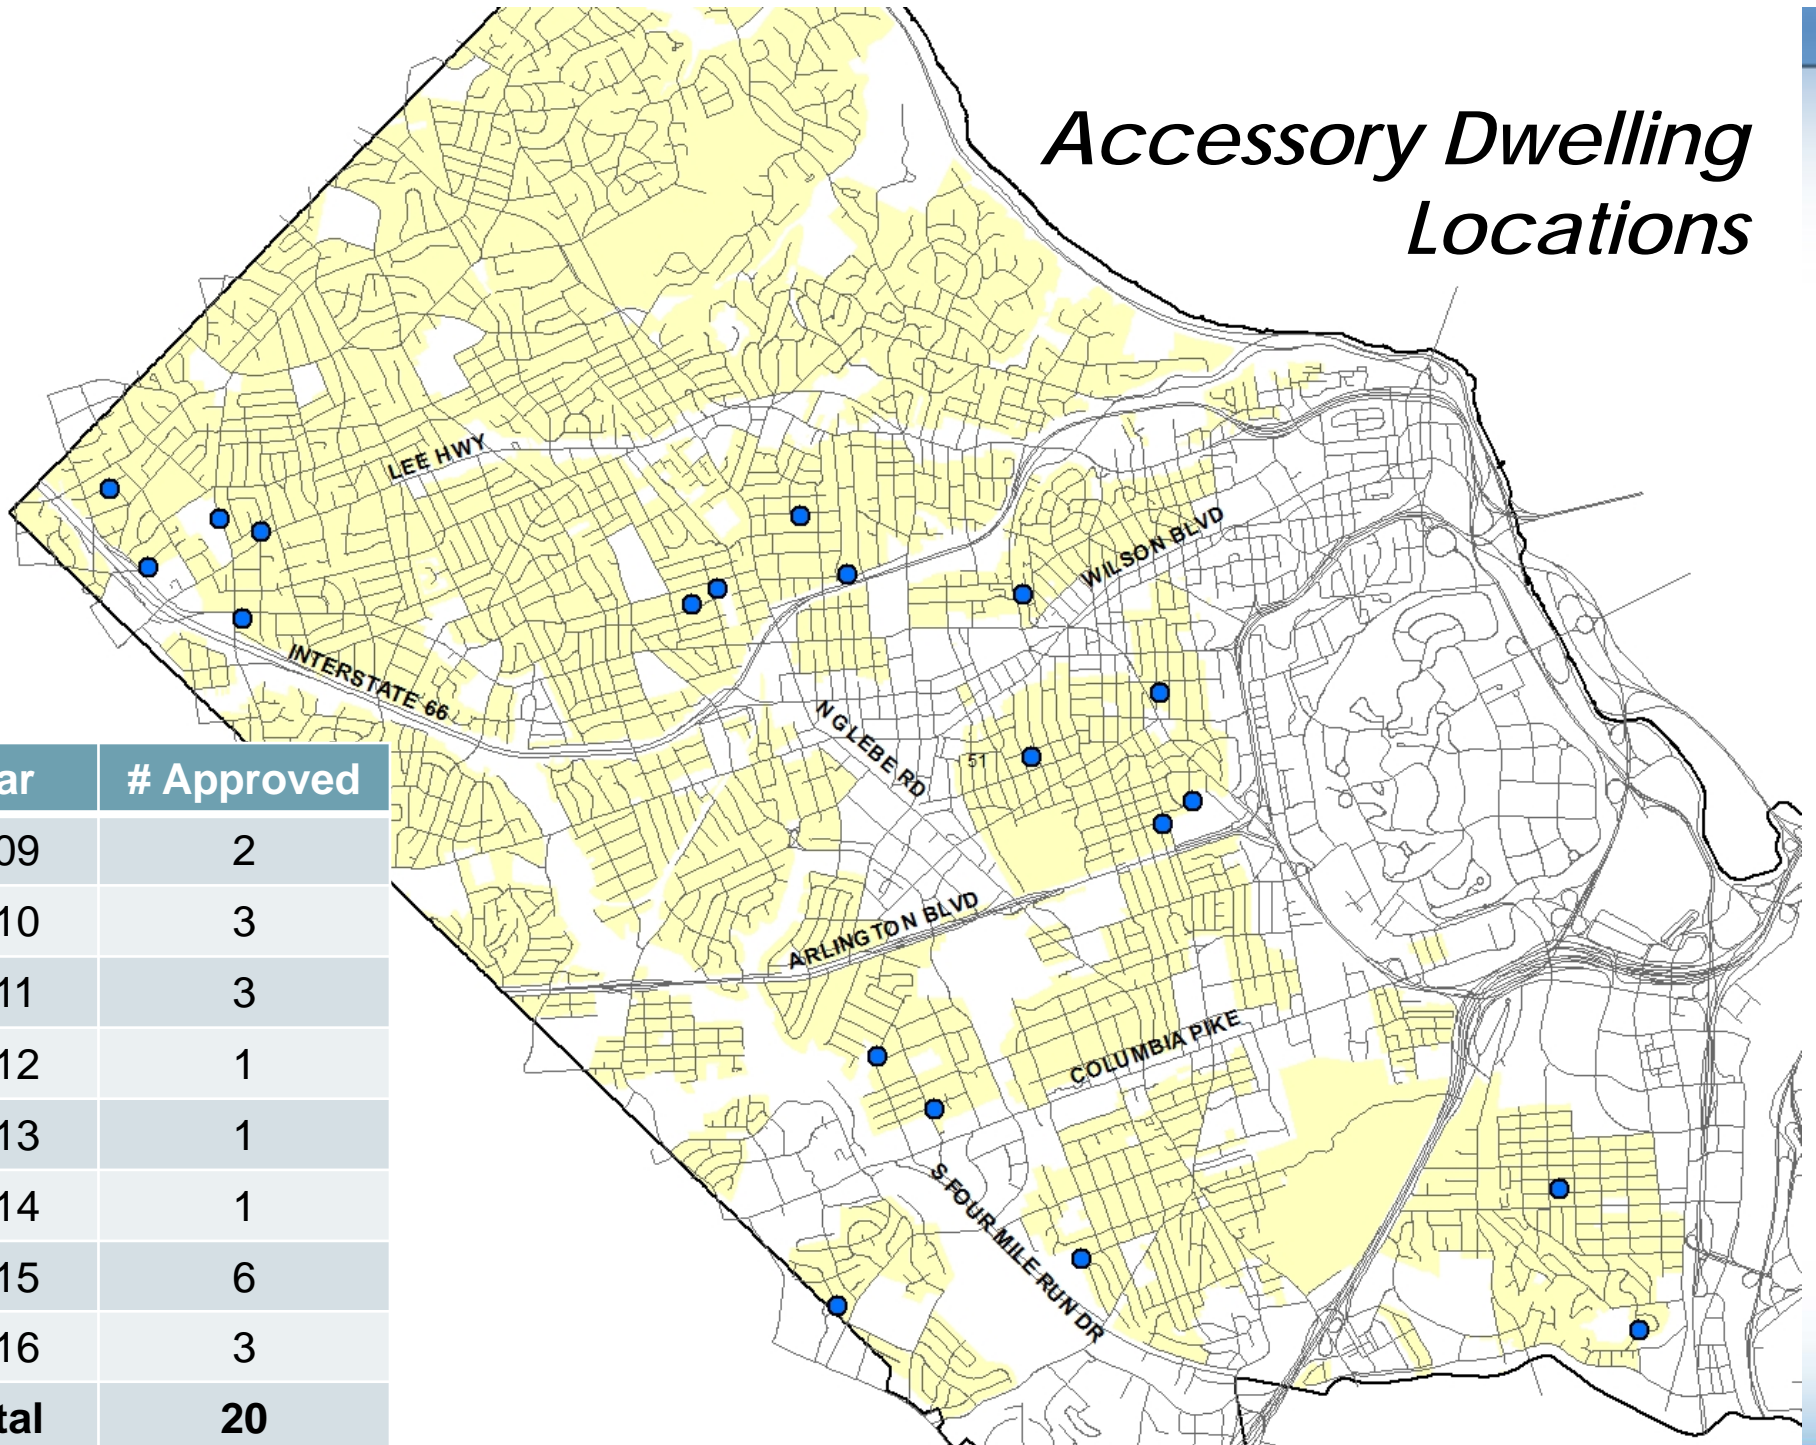 Accessory Dwelling
Locations
LEE HWY
WILSON BLVD
INTERSTATE 66
N GLEBE RD
51
ARLINGTON BLVD
COLUMBIA PIKE
S FOUR MILE RUN DR
ar # Approved
09 2
10 3
11 3
12 1
13 1
14 1
15 6
16 3
tal 20